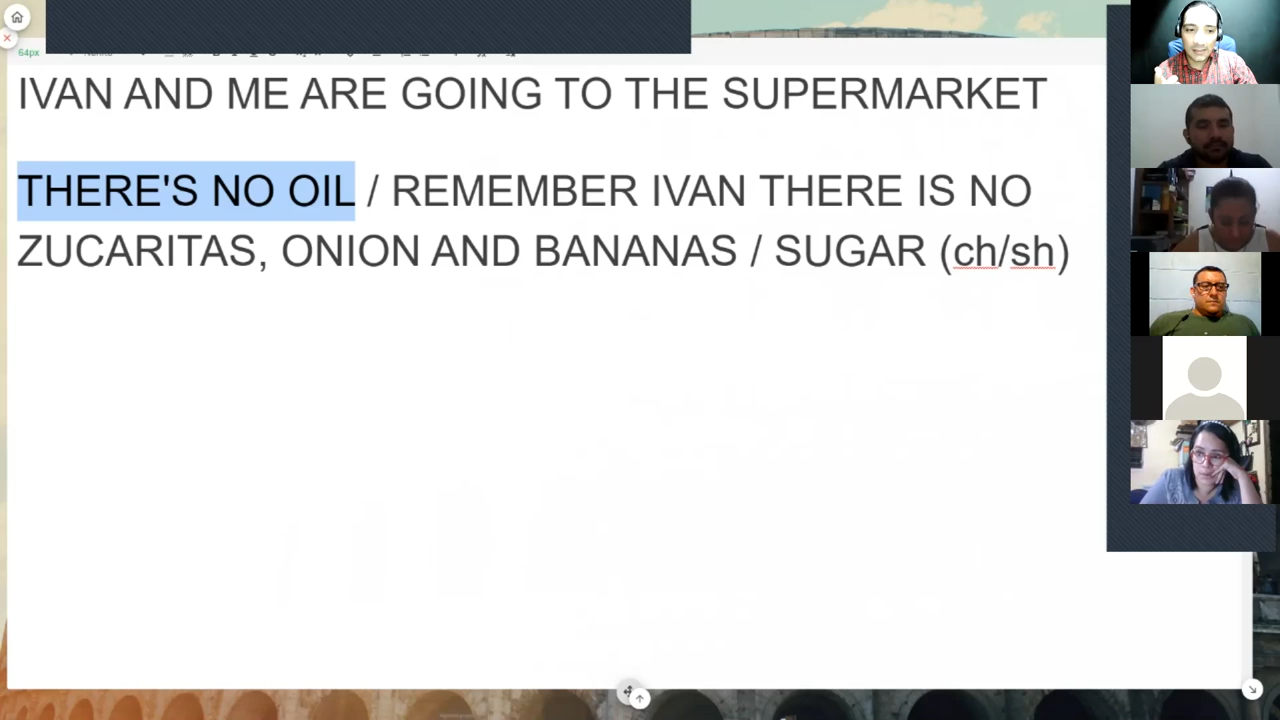 64px
IVAN AND ME ARE GOING TO THE SUPERMARKET
THERE'S NO OIL / REMEMBER IVAN THERE IS NO
ZUCARITAS, ONION AND BANANAS / SUGAR (ch/sh)